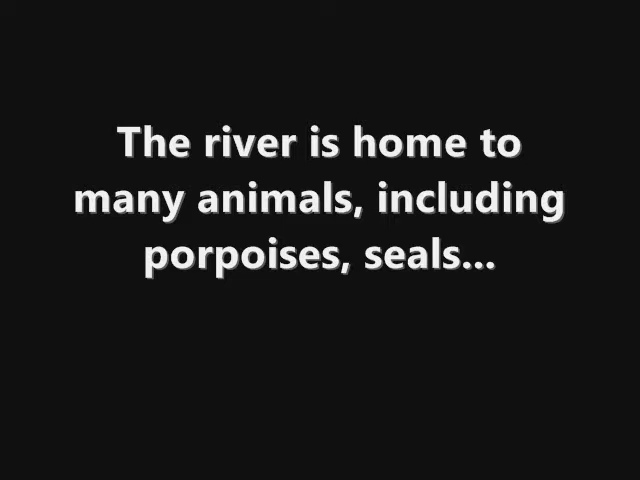 The river is home to
many animals, including
porpoises, seals...